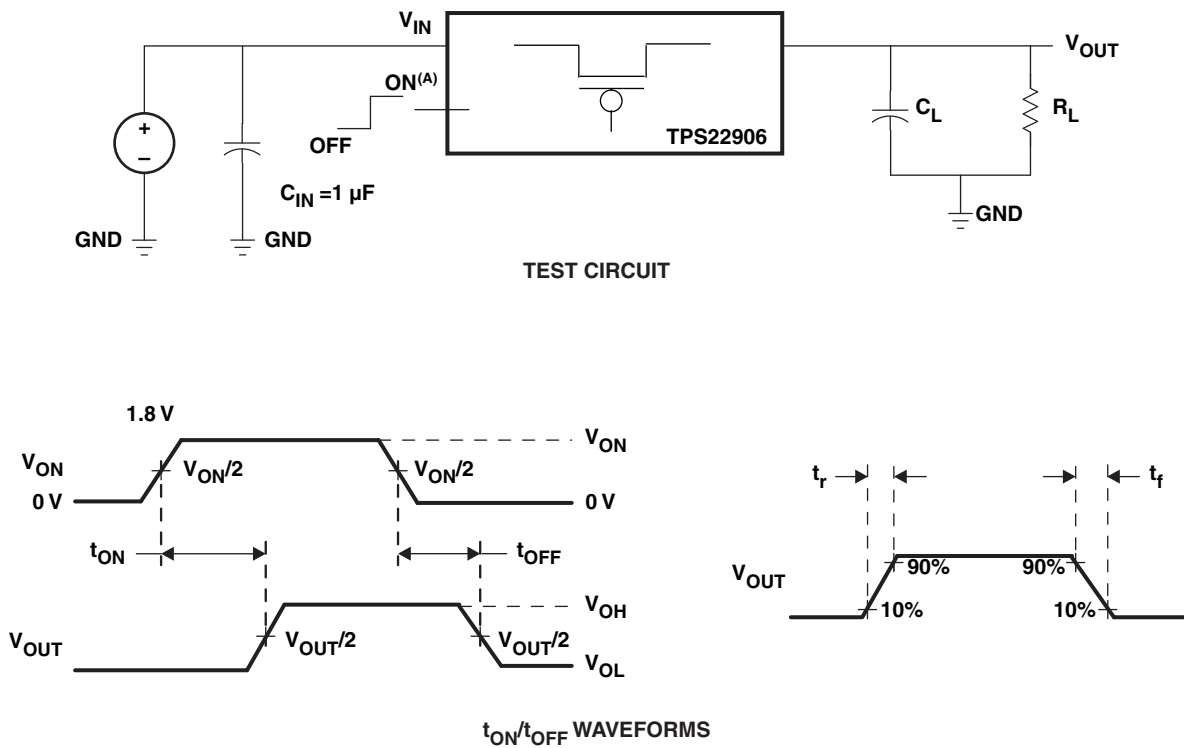 V_IN
ON(A)
OFF
C_IN =1 µF
+
–
GND
GND
TPS22906
C_L
R_L
V_OUT
GND
TEST CIRCUIT
1.8 V
V_ON
0 V
V_ON/2
V_ON/2
V_ON
0 V
t_ON
t_OFF
V_OUT
V_OUT/2
V_OUT/2
V_OH
V_OL
t_r
t_f
V_OUT
90%
90%
10%
10%
t_ON/t_OFF WAVEFORMS